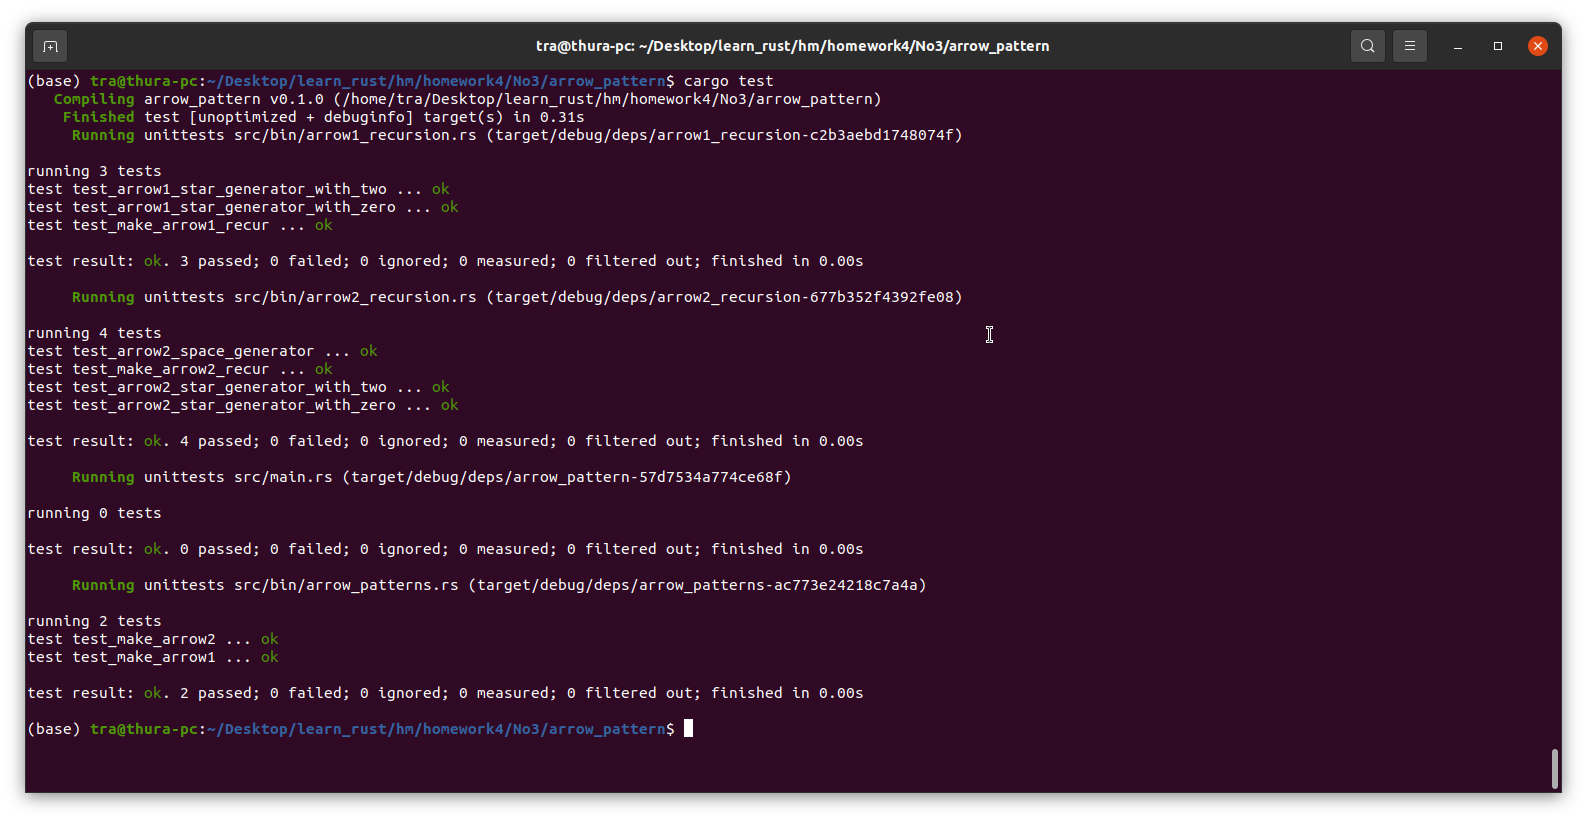 tra@thura-pc: ~/Desktop/learn_rust/hm/homework4/No3/arrow_pattern
(base) tra@thura-pc:~/Desktop/learn_rust/hm/homework4/No3/arrow_pattern$ cargo test
   Compiling arrow_pattern v0.1.0 (/home/tra/Desktop/learn_rust/hm/homework4/No3/arrow_pattern)
    Finished test [unoptimized + debuginfo] target(s) in 0.31s
     Running unittests src/bin/arrow1_recursion.rs (target/debug/deps/arrow1_recursion-c2b3aebd1748074f)
running 3 tests
test test_arrow1_star_generator_with_two ... ok
test test_arrow1_star_generator_with_zero ... ok
test test_make_arrow1_recur ... ok
test result: ok. 3 passed; 0 failed; 0 ignored; 0 measured; 0 filtered out; finished in 0.00s
     Running unittests src/bin/arrow2_recursion.rs (target/debug/deps/arrow2_recursion-677b352f4392fe08)
running 4 tests
test test_arrow2_space_generator ... ok
test test_make_arrow2_recur ... ok
test test_arrow2_star_generator_with_two ... ok
test test_arrow2_star_generator_with_zero ... ok
test result: ok. 4 passed; 0 failed; 0 ignored; 0 measured; 0 filtered out; finished in 0.00s
     Running unittests src/main.rs (target/debug/deps/arrow_pattern-57d7534a774ce68f)
running 0 tests
test result: ok. 0 passed; 0 failed; 0 ignored; 0 measured; 0 filtered out; finished in 0.00s
     Running unittests src/bin/arrow_patterns.rs (target/debug/deps/arrow_patterns-ac773e24218c7a4a)
running 2 tests
test test_make_arrow2 ... ok
test test_make_arrow1 ... ok
test result: ok. 2 passed; 0 failed; 0 ignored; 0 measured; 0 filtered out; finished in 0.00s
(base) tra@thura-pc:~/Desktop/learn_rust/hm/homework4/No3/arrow_pattern$